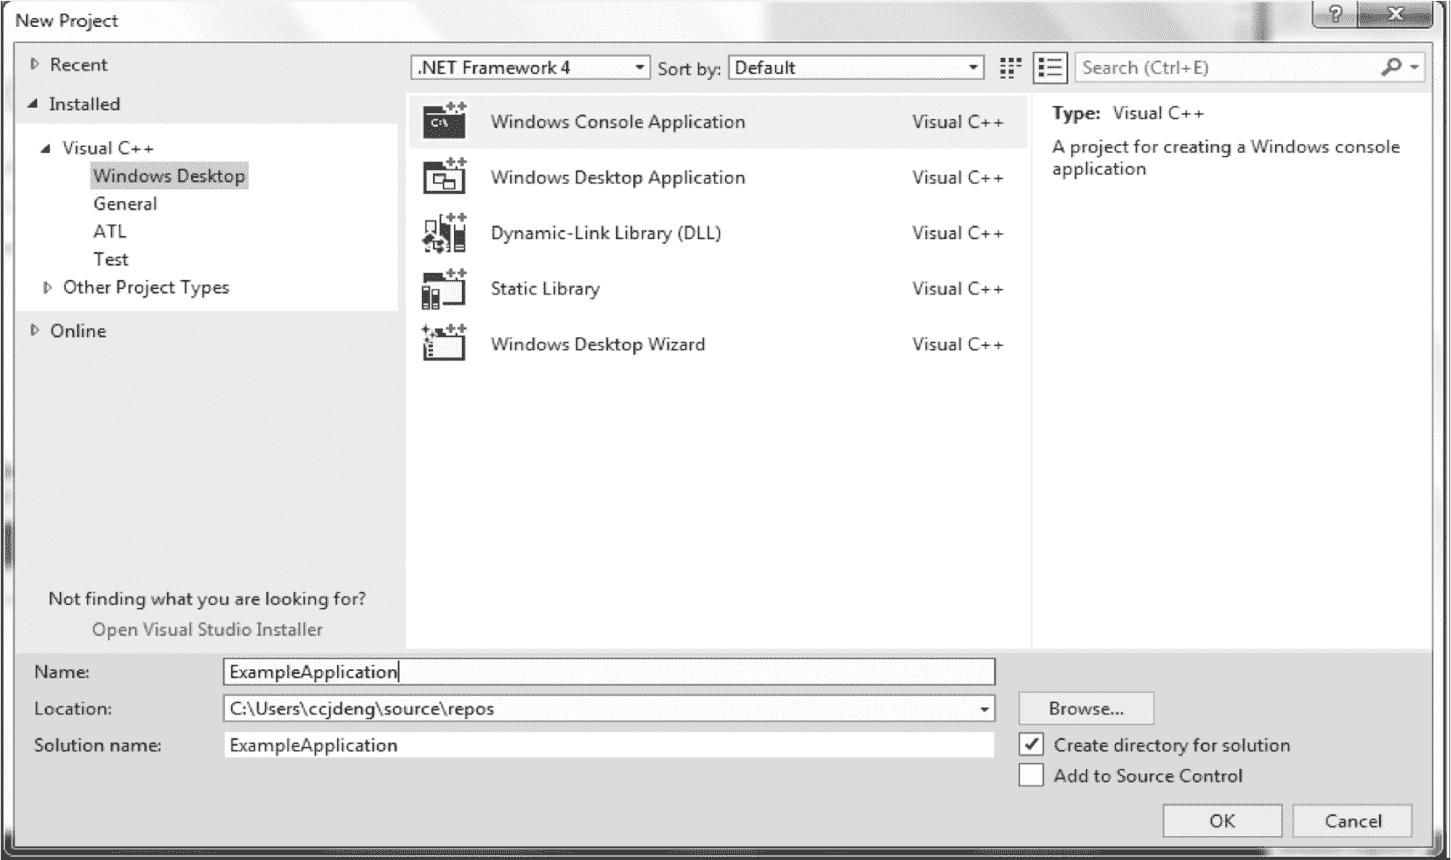 New Project
Recent
Installed
Visual C++
Windows Desktop
General
ATL
Test
Other Project Types
Online
Not finding what you are looking for?
Open Visual Studio Installer
.NET Framework 4
Sort by: Default
Search (Ctrl+E)
C:\
Windows Console Application Visual C++
Windows Desktop Application Visual C++
Dynamic-Link Library (DLL) Visual C++
Static Library Visual C++
Windows Desktop Wizard Visual C++
Type: Visual C++
A project for creating a Windows console
application
Name: ExampleApplication
Location: C:\Users\ccjdeng\source\repos
Browse...
Solution name: ExampleApplication
Create directory for solution
Add to Source Control
OK
Cancel